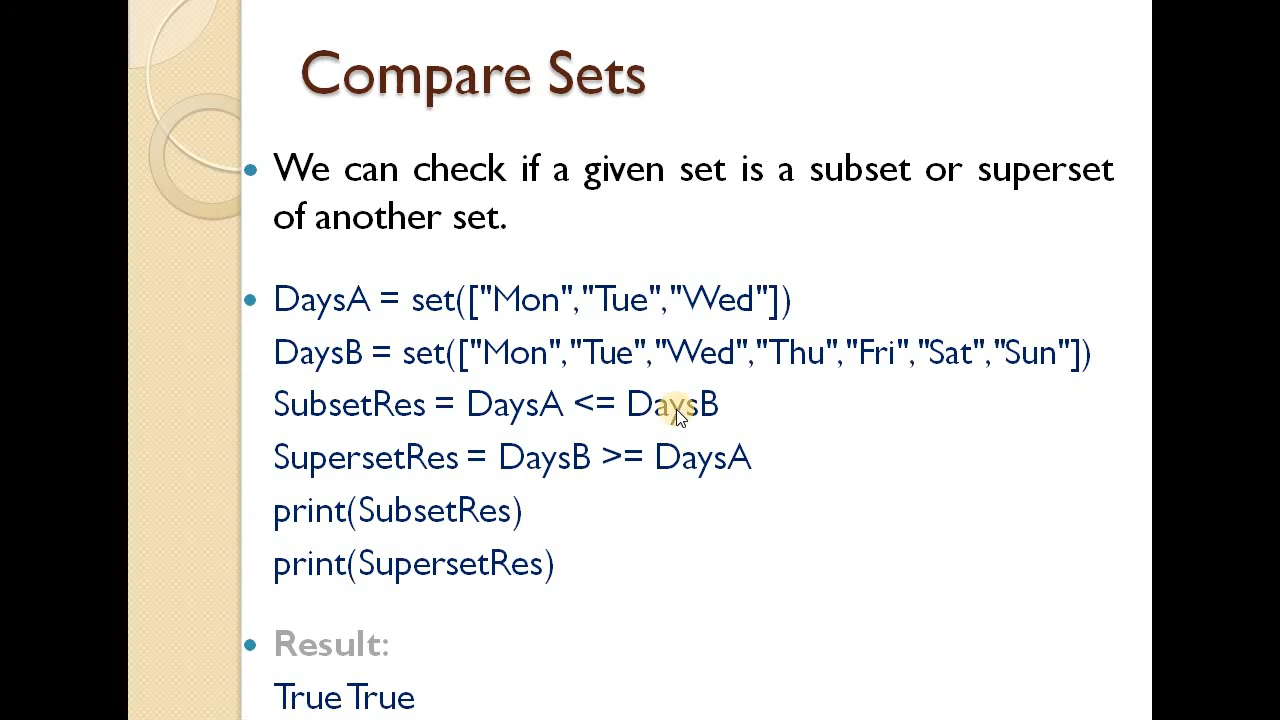 Compare Sets
We can check if a given set is a subset or superset
of another set.
DaysA = set(["Mon","Tue","Wed"])
DaysB = set(["Mon","Tue","Wed","Thu","Fri","Sat","Sun"])
SubsetRes = DaysA <= DaysB
SupersetRes = DaysB >= DaysA
print(SubsetRes)
print(SupersetRes)
Result:
True True